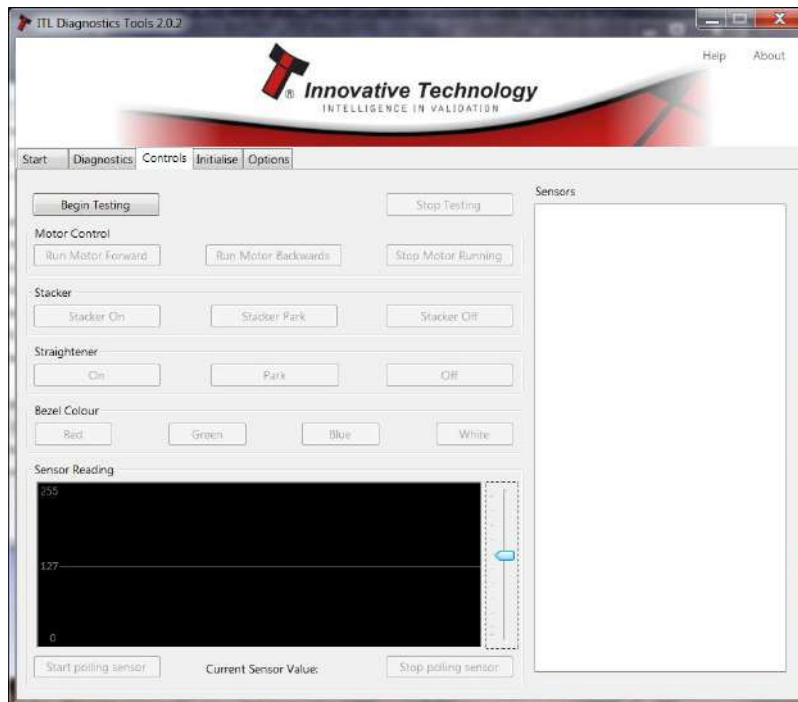 ITL Diagnostics Tools 2.0.2
Help About
® Innovative Technology
INTELLIGENCE IN VALIDATION
Start Diagnostics Controls Initialise Options
Begin Testing Stop Testing
Sensors
Motor Control
Run Motor Forward Run Motor Backwards Stop Motor Running
Stacker
Stacker On Stacker Park Stacker Off
Straightener
On Park Off
Bezel Colour
Red Green Blue White
Sensor Reading
255
127
0
Start polling sensor Current Sensor Value: Stop polling sensor